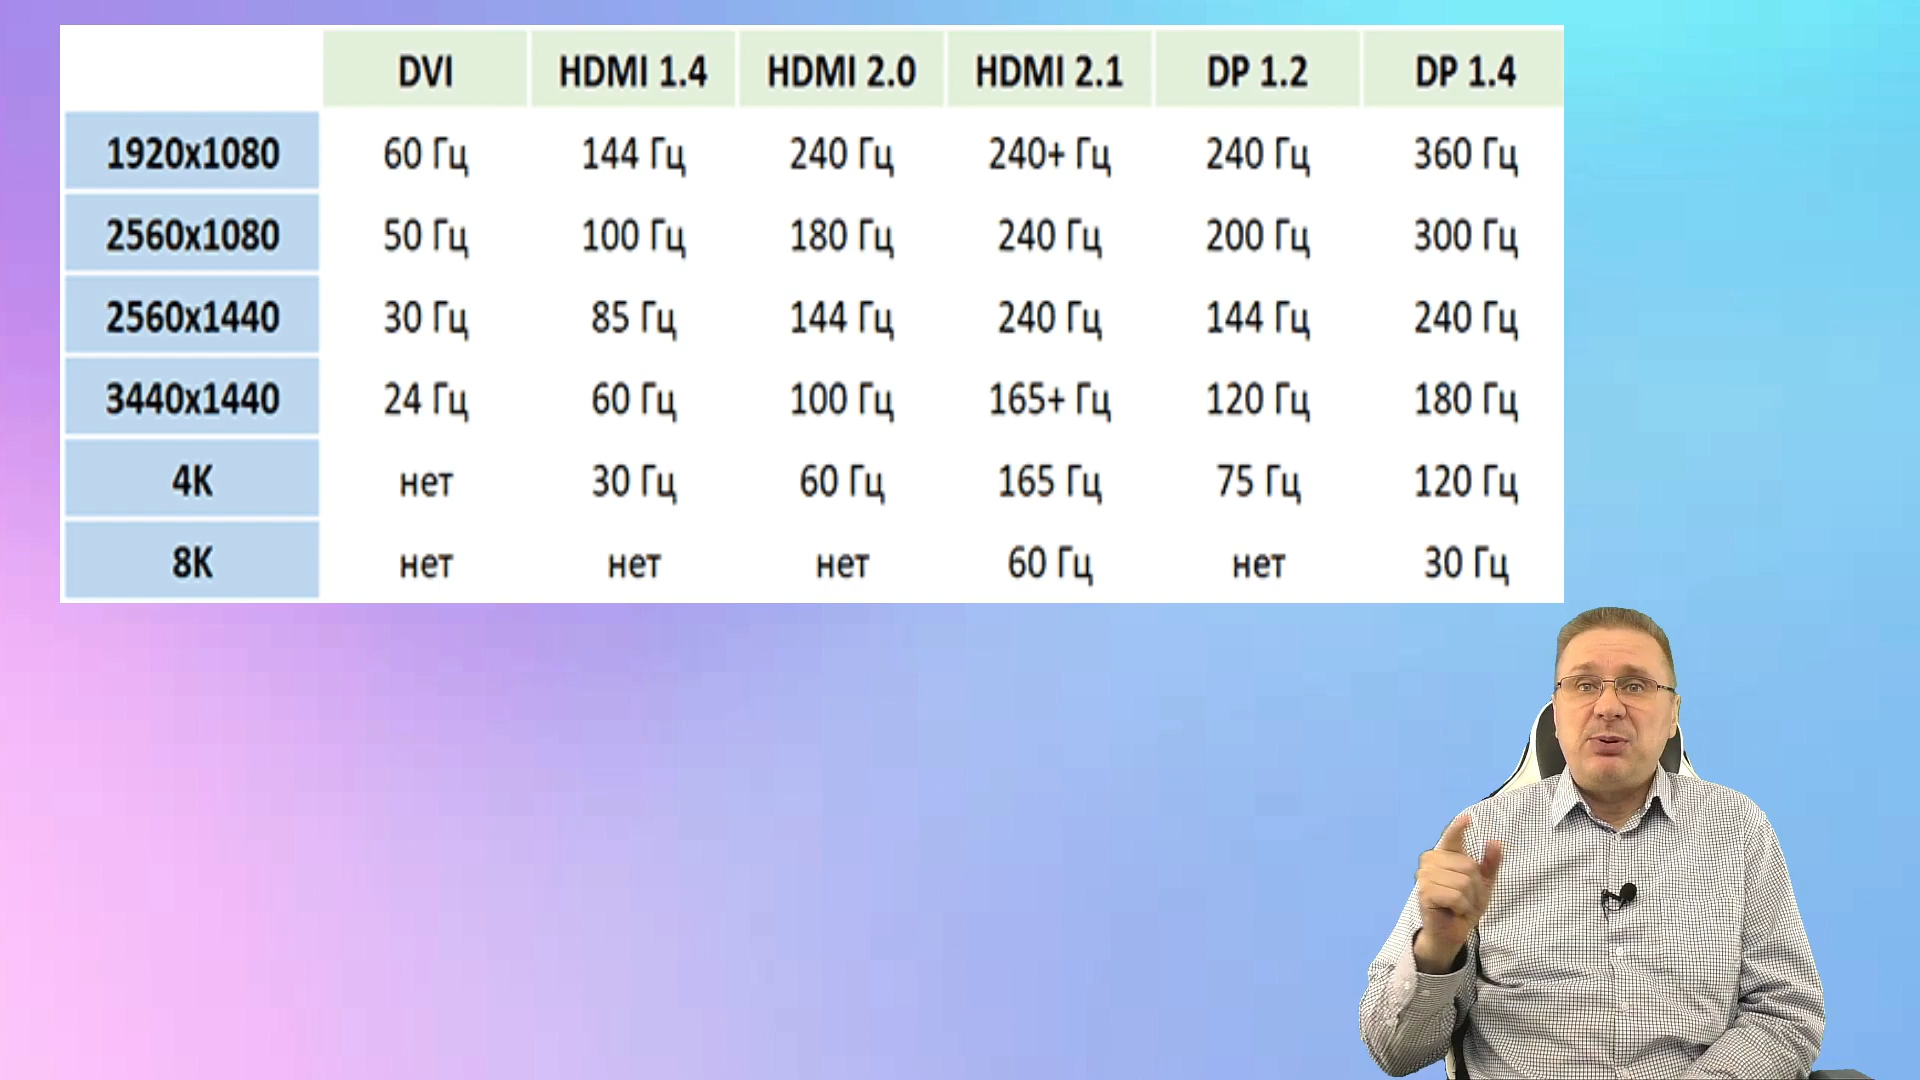 DVI HDMI 1.4 HDMI 2.0 HDMI 2.1 DP 1.2 DP 1.4
1920x1080 60 Гц 144 Гц 240 Гц 240+ Гц 240 Гц 360 Гц
2560x1080 50 Гц 100 Гц 180 Гц 240 Гц 200 Гц 300 Гц
2560x1440 30 Гц 85 Гц 144 Гц 240 Гц 144 Гц 240 Гц
3440x1440 24 Гц 60 Гц 100 Гц 165+ Гц 120 Гц 180 Гц
4K нет 30 Гц 60 Гц 165 Гц 75 Гц 120 Гц
8K нет нет нет 60 Гц нет 30 Гц